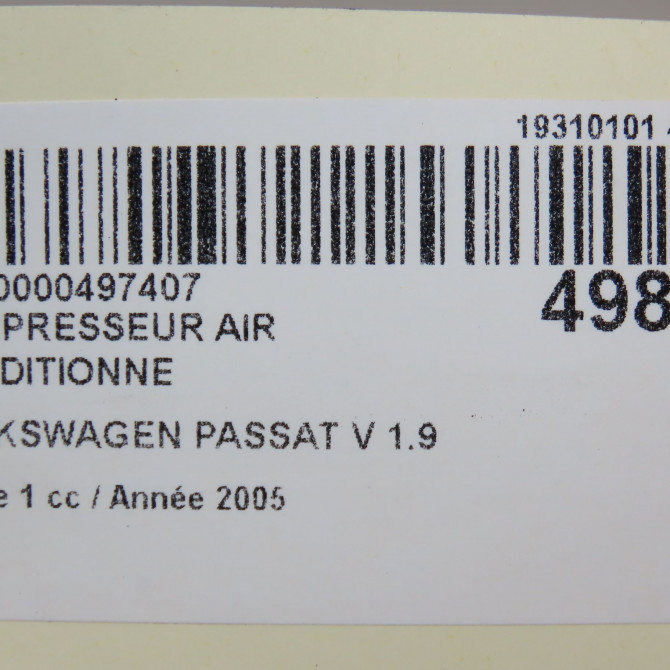 19310101
0000497407
498
PRESSEUR AIR
DITIONNE
KSWAGEN PASSAT V 1.9
e 1 cc / Année 2005